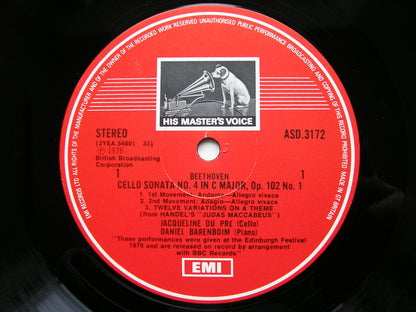 AND OF THE OWNER OF THE RECORDED WORK RESERVED UNAUTHORISED PUBLIC PERFORMANCE BROADCASTING AND COPYING OF THIS RECORD PROHIBITED MADE IN GT BRITAIN
EMI RECORDS LIMITED ALL RIGHTS OF THE MANUFACTURER
HIS MASTER'S VOICE
STEREO
ASD.3172
(2YEA.5460) 33⅓
℗ 1976
British Broadcasting
Corporation
1
1
BEETHOVEN
CELLO SONATA NO. 4 IN C MAJOR, Op. 102 No. 1
1. 1st Movement: Andante—Allegro vivace
2. 2nd Movement: Adagio—Allegro vivace
3. TWELVE VARIATIONS ON A THEME
(from HANDEL'S "JUDAS MACCABEUS")
JACQUELINE DU PRÉ (Cello)
DANIEL BARENBOIM (Piano)
"These performances were given at the Edinburgh Festival
1970 and are released on record by arrangement
with BBC Records"
EMI